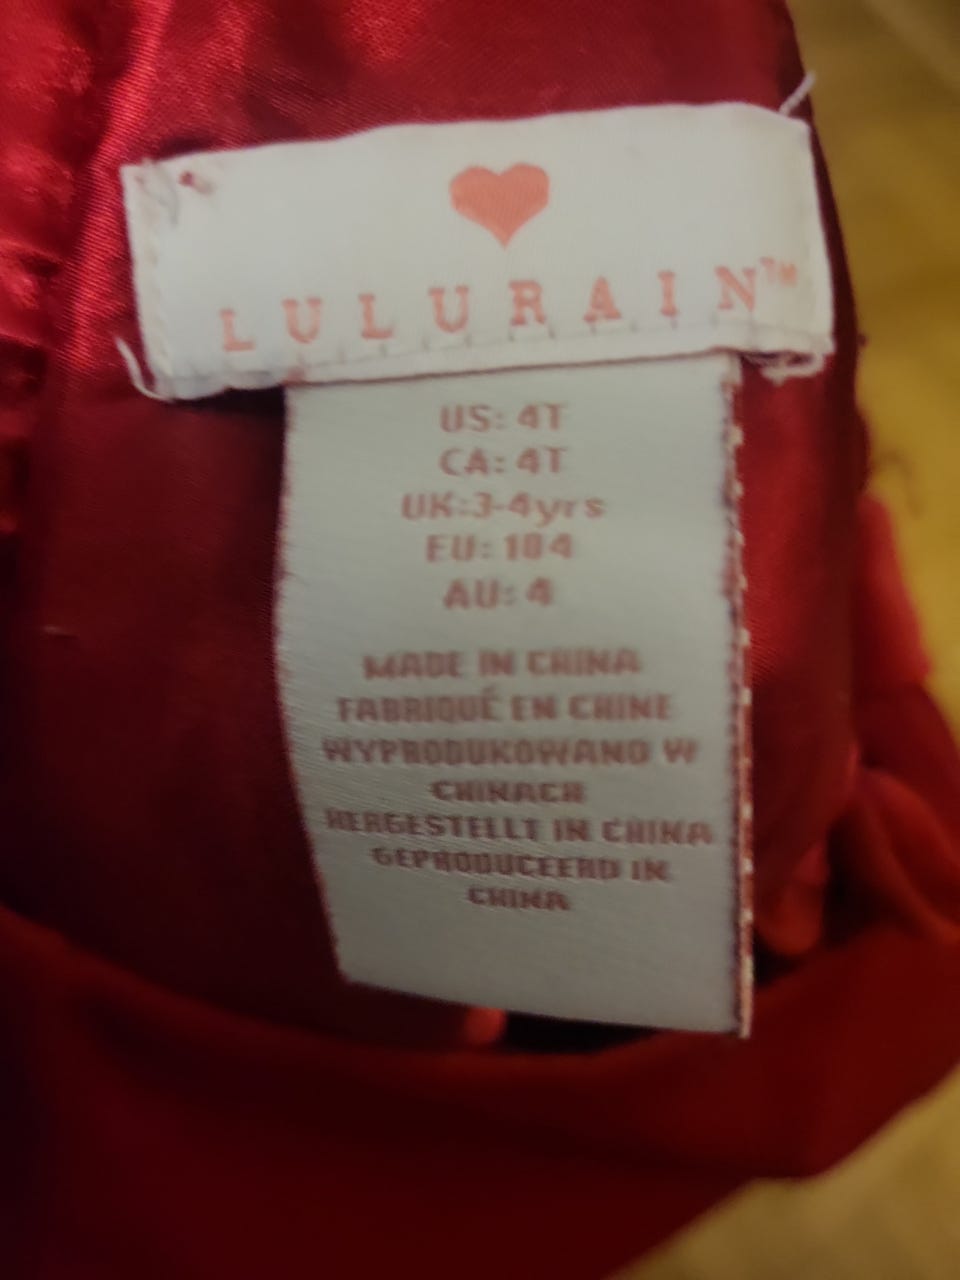 LULURAIN™
US: 4T
CA: 4T
UK:3-4yrs
EU: 104
AU: 4
MADE IN CHINA
FABRIQUÉ EN CHINE
WYPRODUKOWANO W
CHINACH
HERGESTELLT IN CHINA
GEPRODUCEERD IN
CHINA